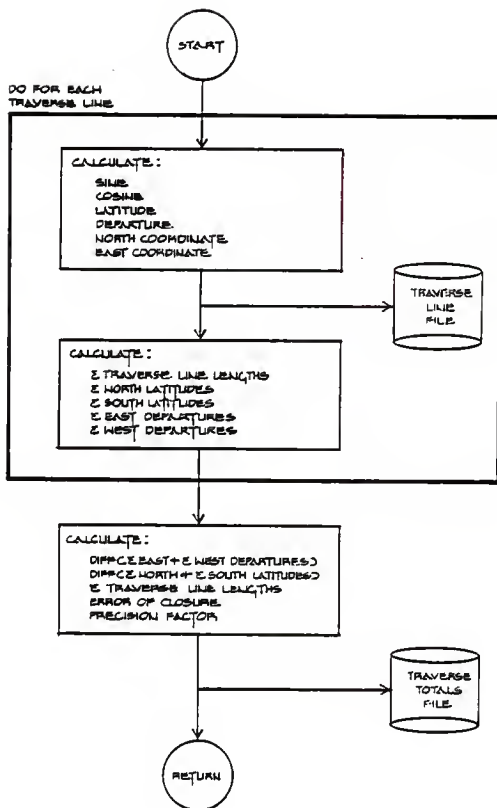 START
DO FOR EACH
TRAVERSE LINE
CALCULATE:
SINE
COSINE
LATITUDE
DEPARTURE
NORTH COORDINATE
EAST COORDINATE
TRAVERSE
LINE
FILE
CALCULATE:
Σ TRAVERSE LINE LENGTHS
Σ NORTH LATITUDES
Σ SOUTH LATITUDES
Σ EAST DEPARTURES
Σ WEST DEPARTURES
CALCULATE:
DIFF(Σ EAST + Σ WEST DEPARTURES)
DIFF(Σ NORTH + Σ SOUTH LATITUDES)
Σ TRAVERSE LINE LENGTHS
ERROR OF CLOSURE
PRECISION FACTOR
TRAVERSE
TOTALS
FILE
RETURN